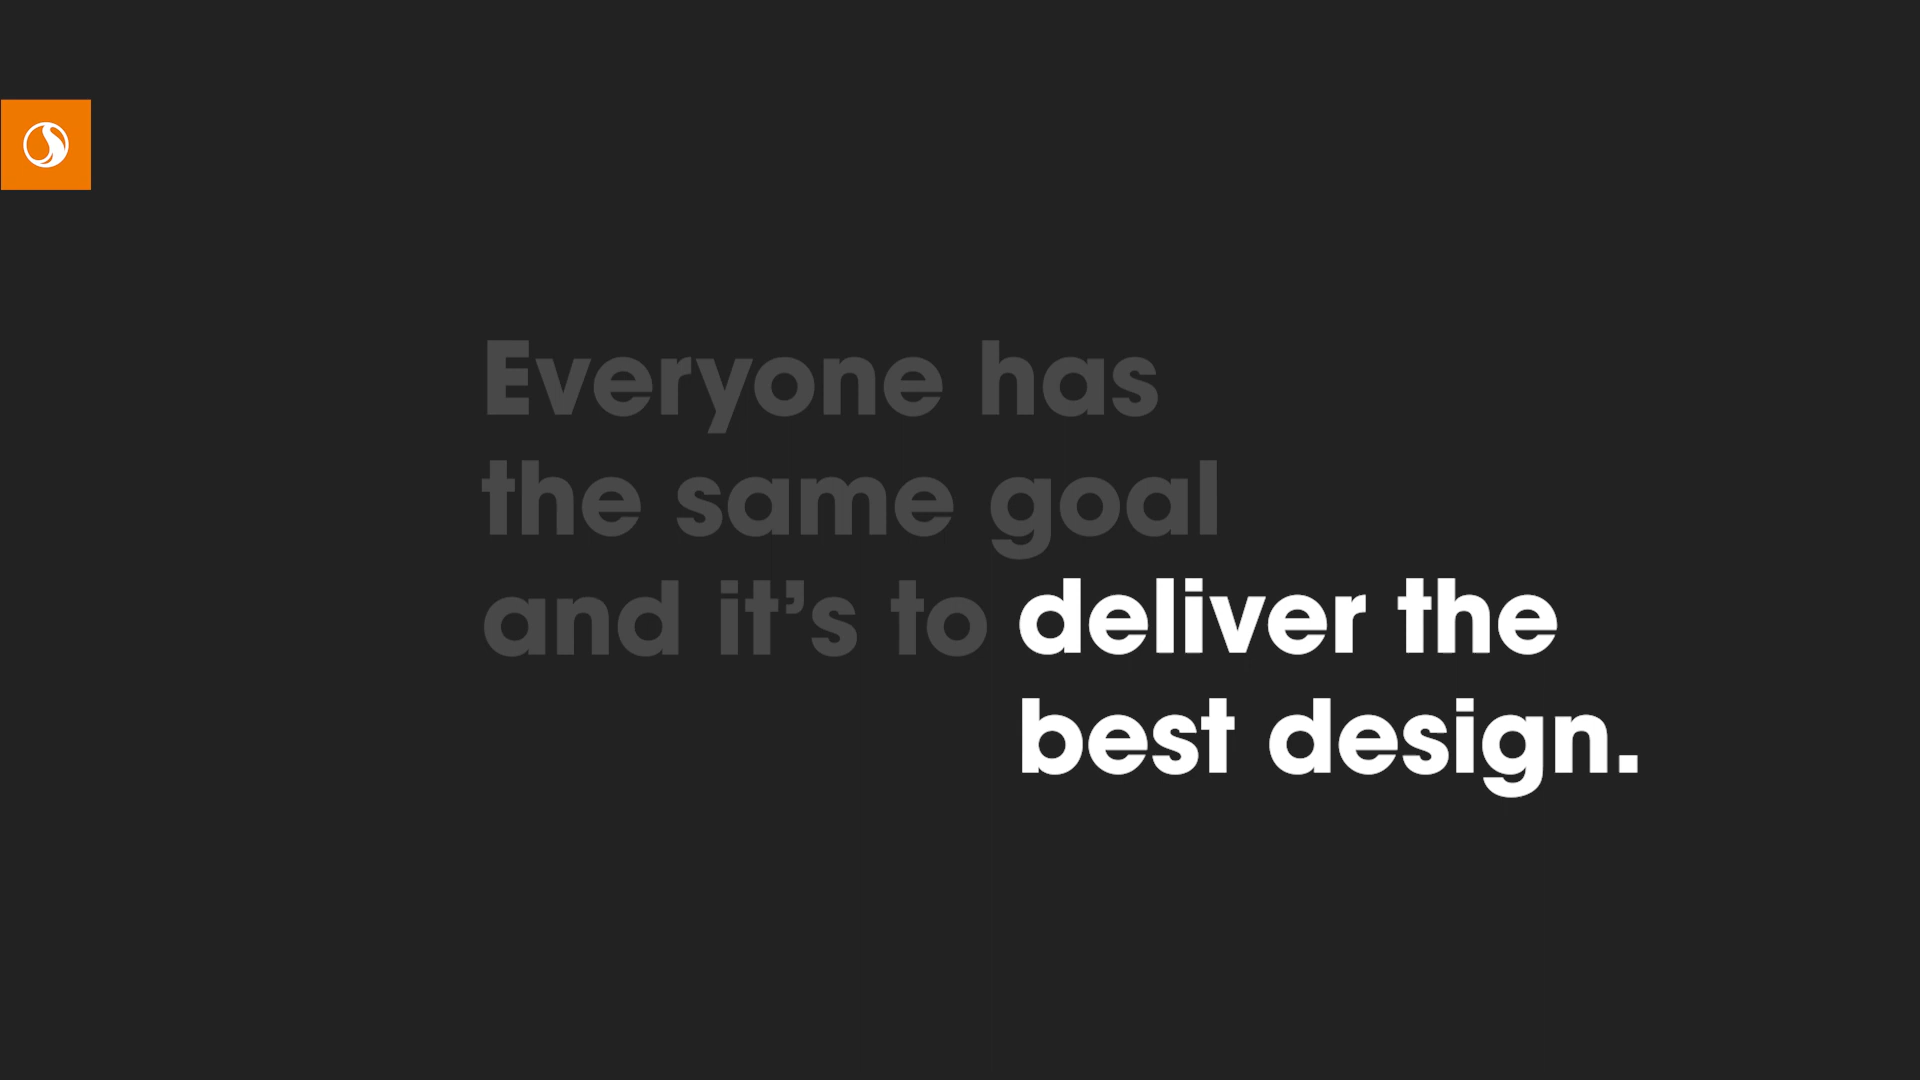 Everyone has
the same goal
and it’s to deliver the
best design.